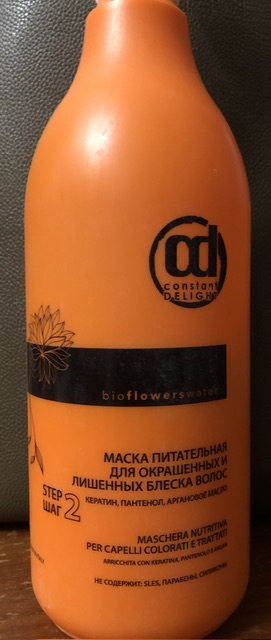 cd
constant
DELIGHT
bioflowerswater
МАСКА ПИТАТЕЛЬНАЯ
ДЛЯ ОКРАШЕННЫХ И
ЛИШЕННЫХ БЛЕСКА ВОЛОС
КЕРАТИН, ПАНТЕНОЛ, АРГАНОВОЕ МАСЛО
STEP
ШАГ 2
MASCHERA NUTRITIVA
PER CAPELLI COLORATI E TRATTATI
ARRICCHITA CON KERATINA, PANTENOLO E ARGAN
НЕ СОДЕРЖИТ: SLES, ПАРАБЕНЫ, СИЛИКОНЫ